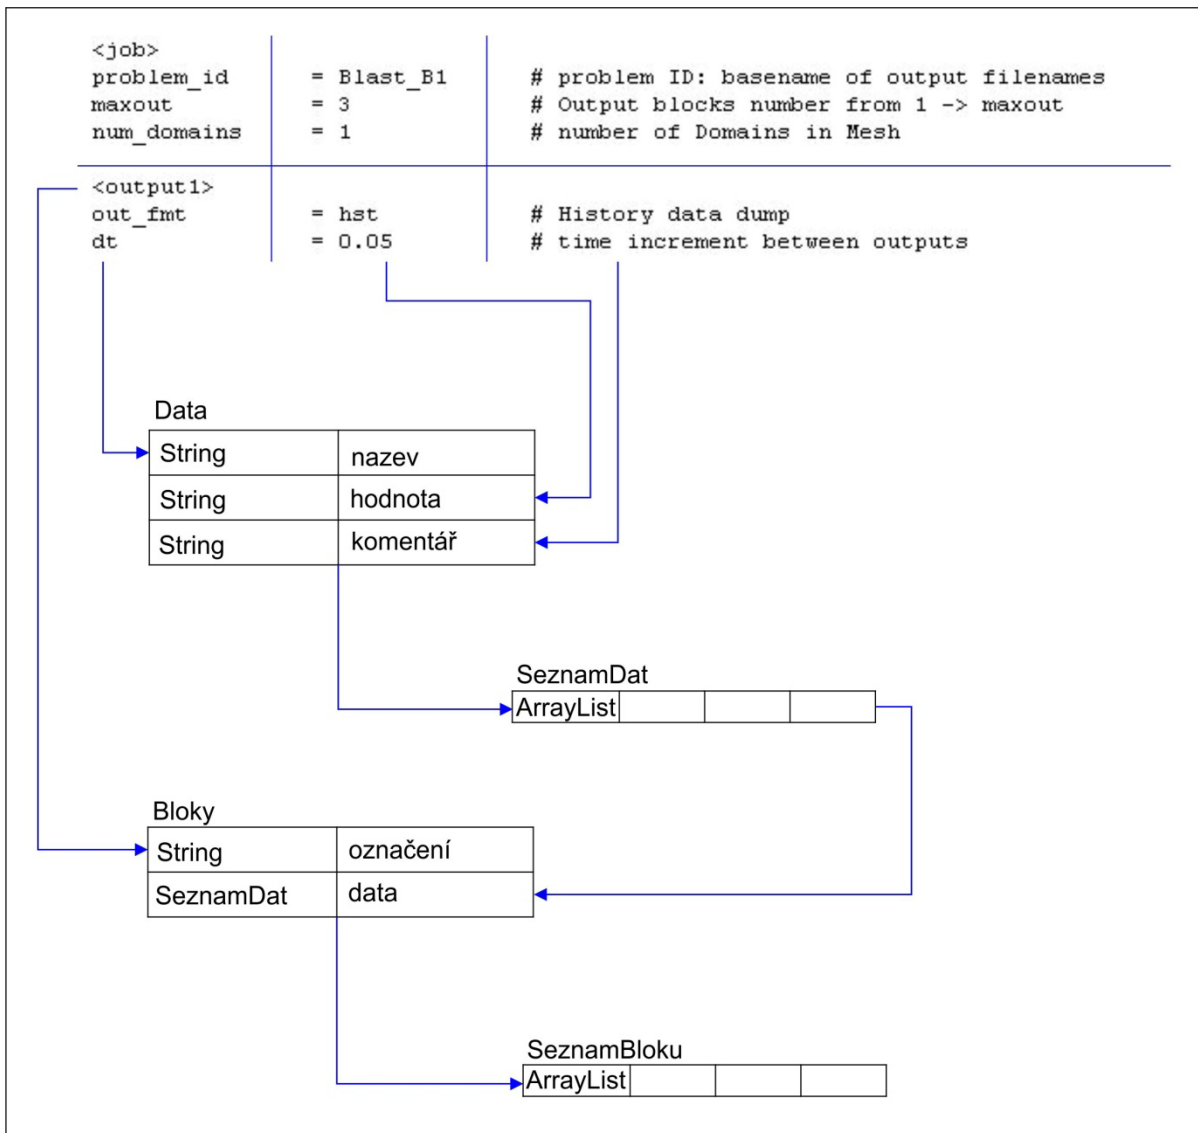 <job>
problem_id = Blast_B1 # problem ID: basename of output filenames
maxout = 3 # Output blocks number from 1 -> maxout
num_domains = 1 # number of Domains in Mesh
<output1>
out_fmt = hst # History data dump
dt = 0.05 # time increment between outputs
Data
String nazev
String hodnota
String komentář
SeznamDat
ArrayList
Bloky
String označení
SeznamDat data
SeznamBloku
ArrayList